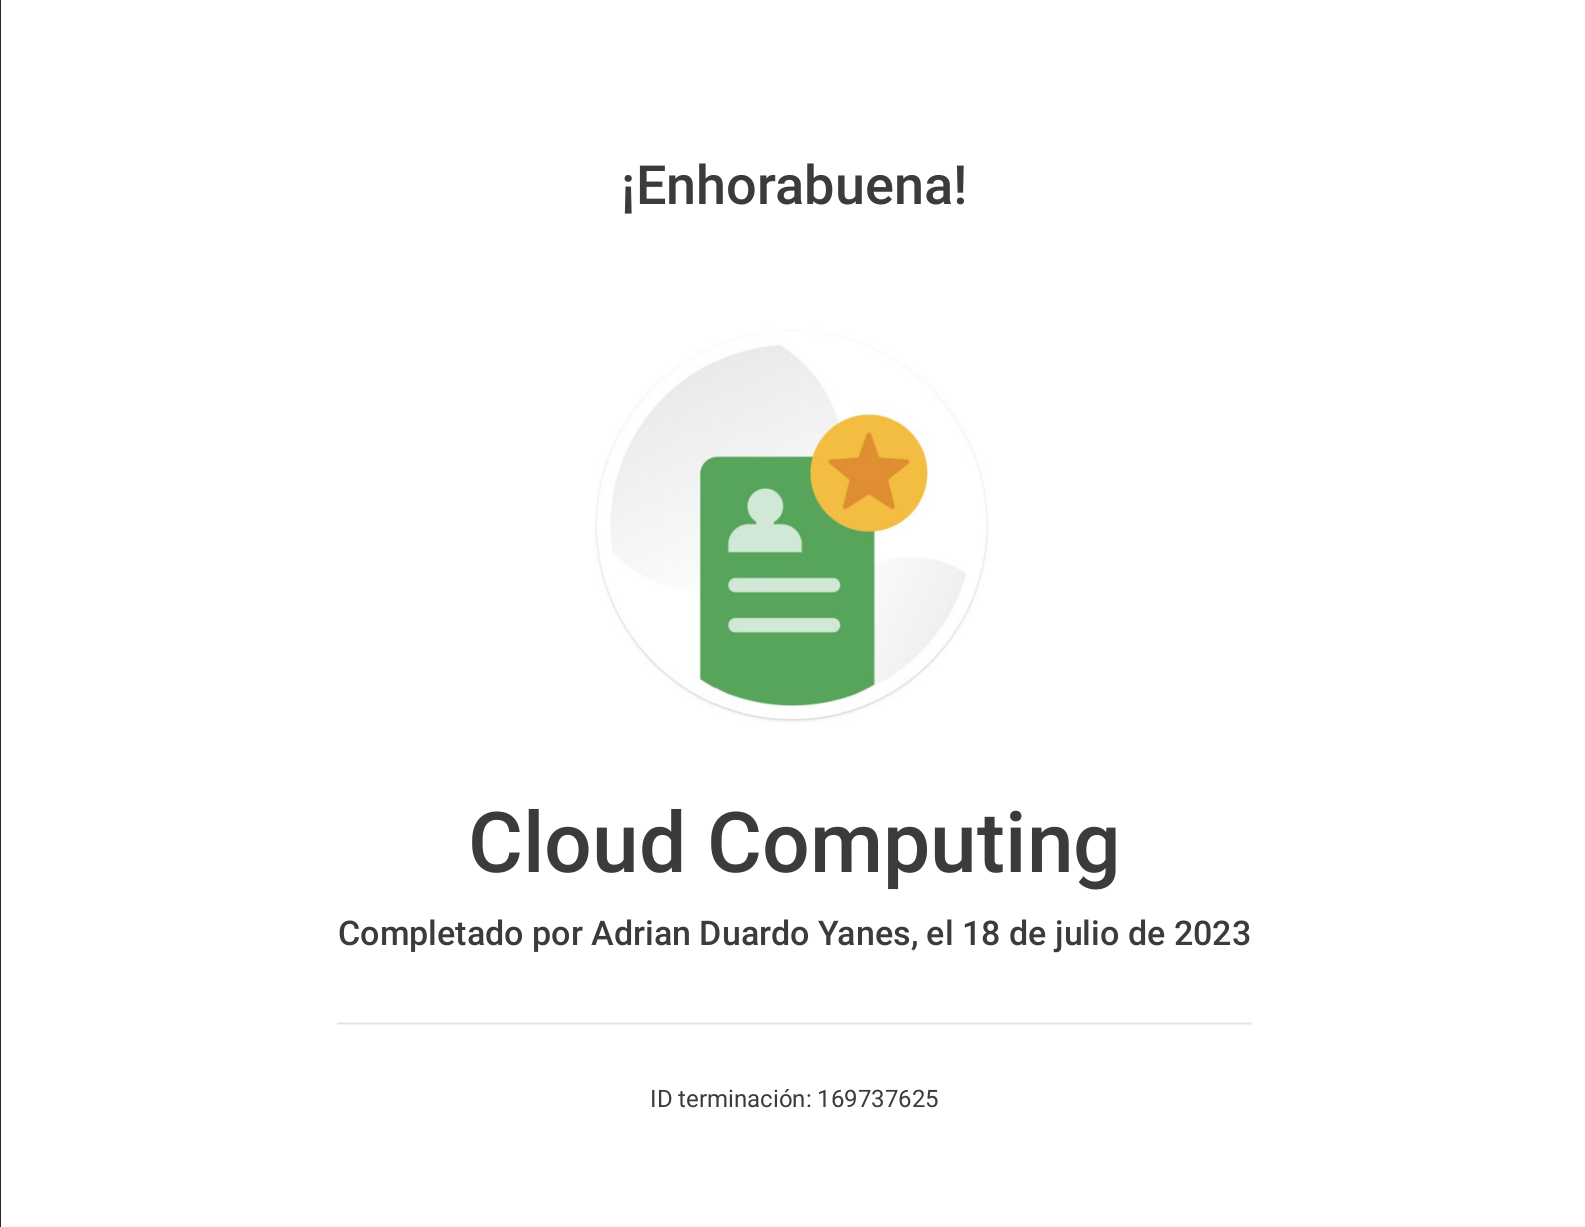 ¡Enhorabuena!
Cloud Computing
Completado por Adrian Duardo Yanes, el 18 de julio de 2023
ID terminación: 169737625